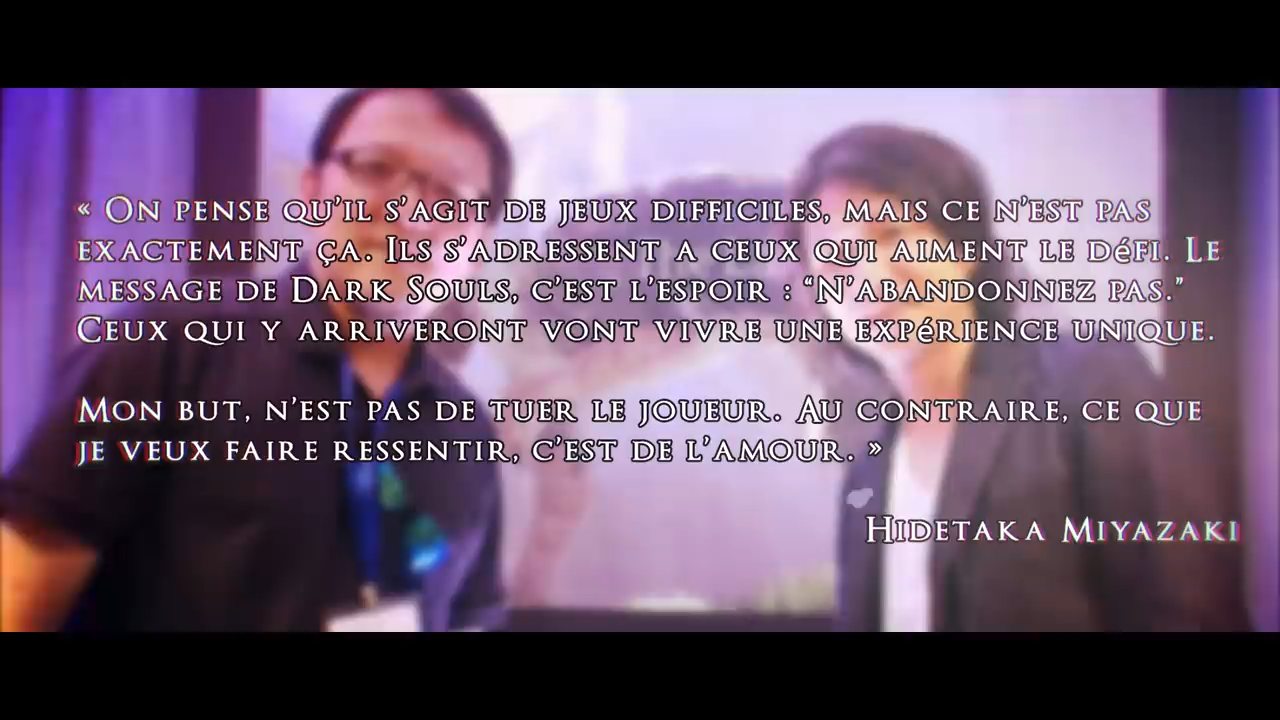 « On pense qu’il s’agit de jeux difficiles, mais ce n’est pas
exactement ça. Ils s’adressent a ceux qui aiment le défi. Le
message de Dark Souls, c’est l’espoir : “N’abandonnez pas.”
Ceux qui y arriveront vont vivre une expérience unique.
Mon but, n’est pas de tuer le joueur. Au contraire, ce que
je veux faire ressentir, c’est de l’amour. »
Hidetaka Miyazaki